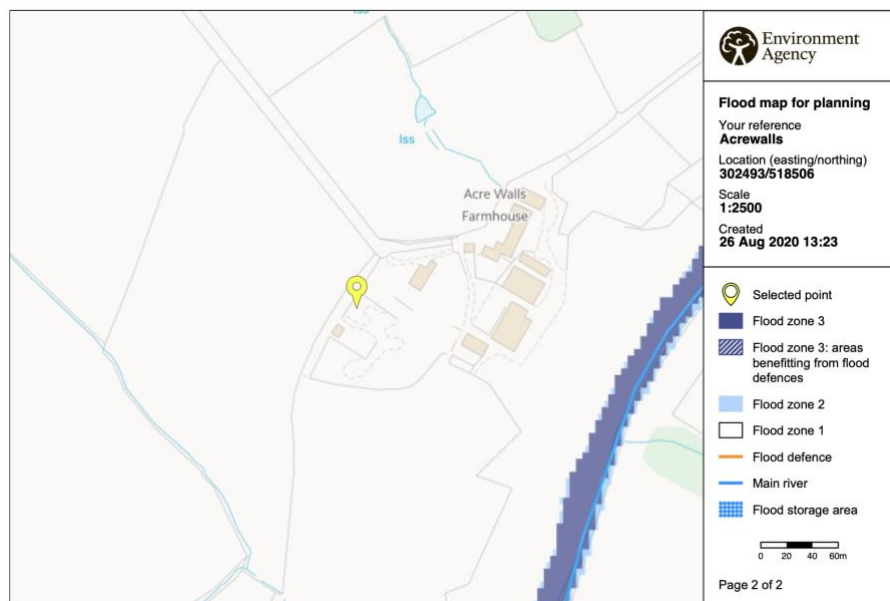 Iss
Iss
Acre Walls
Farmhouse
Environment
Agency
Flood map for planning
Your reference
Acrewalls
Location (easting/northing)
302493/518506
Scale
1:2500
Created
26 Aug 2020 13:23
Selected point
Flood zone 3
Flood zone 3: areas
benefitting from flood
defences
Flood zone 2
Flood zone 1
Flood defence
Main river
Flood storage area
0 20 40 60m
Page 2 of 2